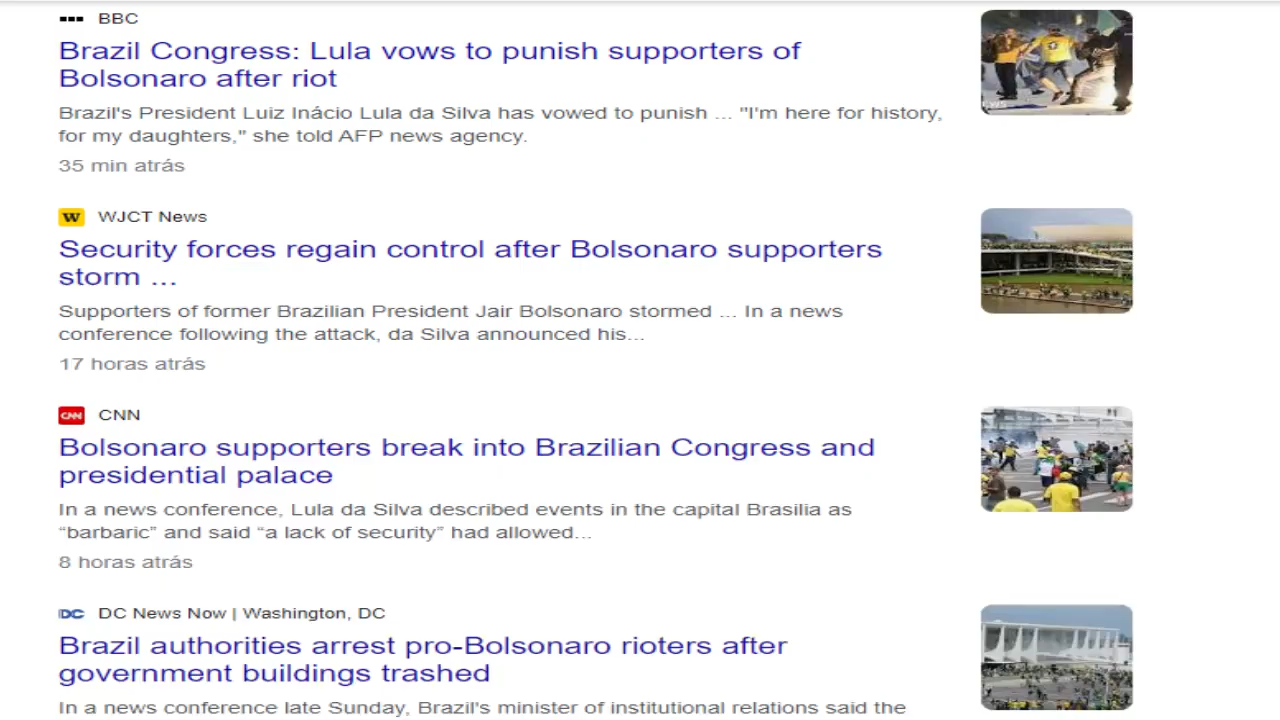 BBC
Brazil Congress: Lula vows to punish supporters of
Bolsonaro after riot
Brazil's President Luiz Inácio Lula da Silva has vowed to punish ... "I'm here for history,
for my daughters," she told AFP news agency.
35 min atrás
W WJCT News
Security forces regain control after Bolsonaro supporters
storm ...
Supporters of former Brazilian President Jair Bolsonaro stormed ... In a news
conference following the attack, da Silva announced his...
17 horas atrás
CNN CNN
Bolsonaro supporters break into Brazilian Congress and
presidential palace
In a news conference, Lula da Silva described events in the capital Brasilia as
“barbaric” and said “a lack of security” had allowed...
8 horas atrás
DC DC News Now | Washington, DC
Brazil authorities arrest pro-Bolsonaro rioters after
government buildings trashed
In a news conference late Sunday, Brazil's minister of institutional relations said the